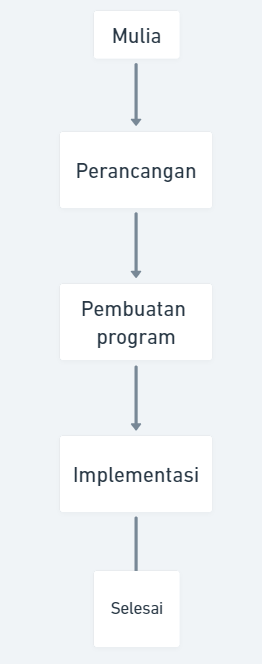 Mulia
Perancangan
Pembuatan
program
Implementasi
Selesai